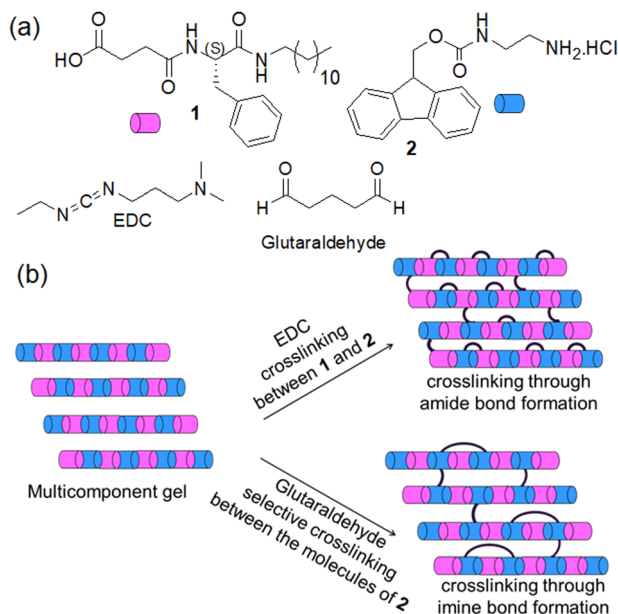 (a)
O
HO
O
H
N
(S)
O
N
H
10
1
O
O
HN
NH2.HCl
2
N
C
N
N
EDC
O
H
O
H
Glutaraldehyde
(b)
Multicomponent gel
EDC
crosslinking
between 1 and 2
crosslinking through
amide bond formation
Glutaraldehyde
selective crosslinking
between the molecules of 2
crosslinking through
imine bond formation